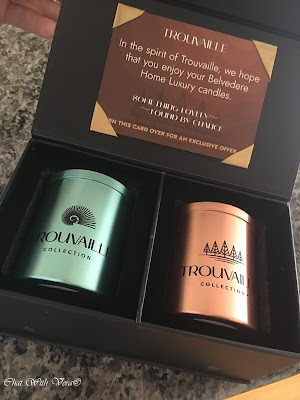 TROUVAILLE
In the spirit of Trouvaille, we hope
that you enjoy your Belvedere
Home Luxury candles.
SOMETHING LOVELY
FOUND BY CHANCE
THIS CARD OVER FOR AN EXCLUSIVE OFFER
TROUVAILLE
COLLECTION
TROUVAILLE
COLLECTION
Chat With Vera©